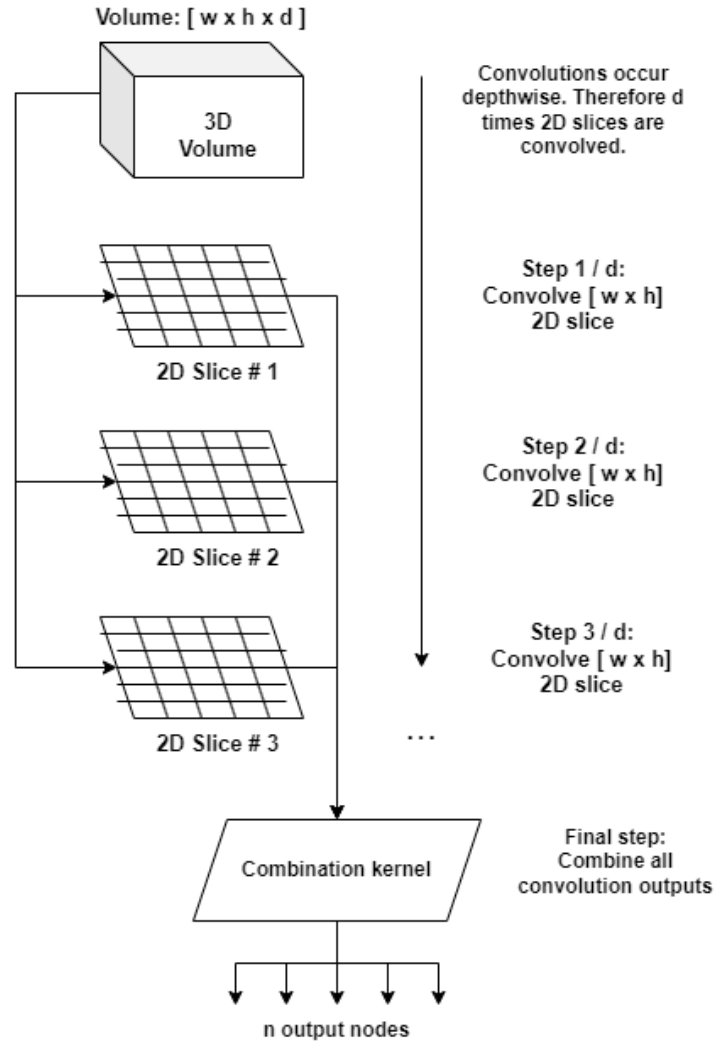 Volume: [ w x h x d ]
3D
Volume
Convolutions occur
depthwise. Therefore d
times 2D slices are
convolved.
Step 1 / d:
Convolve [ w x h]
2D slice
2D Slice # 1
Step 2 / d:
Convolve [ w x h]
2D slice
2D Slice # 2
Step 3 / d:
Convolve [ w x h]
2D slice
2D Slice # 3
...
Combination kernel
Final step:
Combine all
convolution outputs
n output nodes